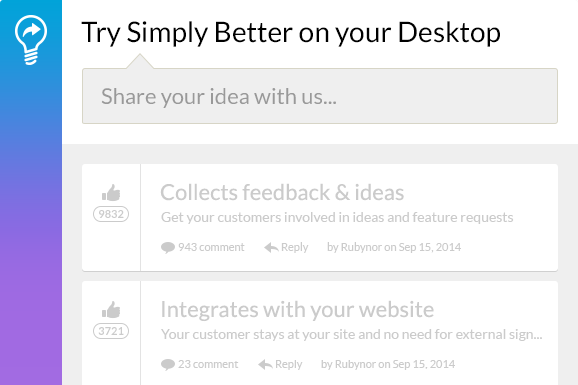 Try Simply Better on your Desktop
Share your idea with us...
Collects feedback & ideas
9832
Get your customers involved in ideas and feature requests
943 comment Reply by Rubynor on Sep 15, 2014
Integrates with your website
3721
Your customer stays at your site and no need for external sign...
23 comment Reply by Rubynor on Sep 15, 2014